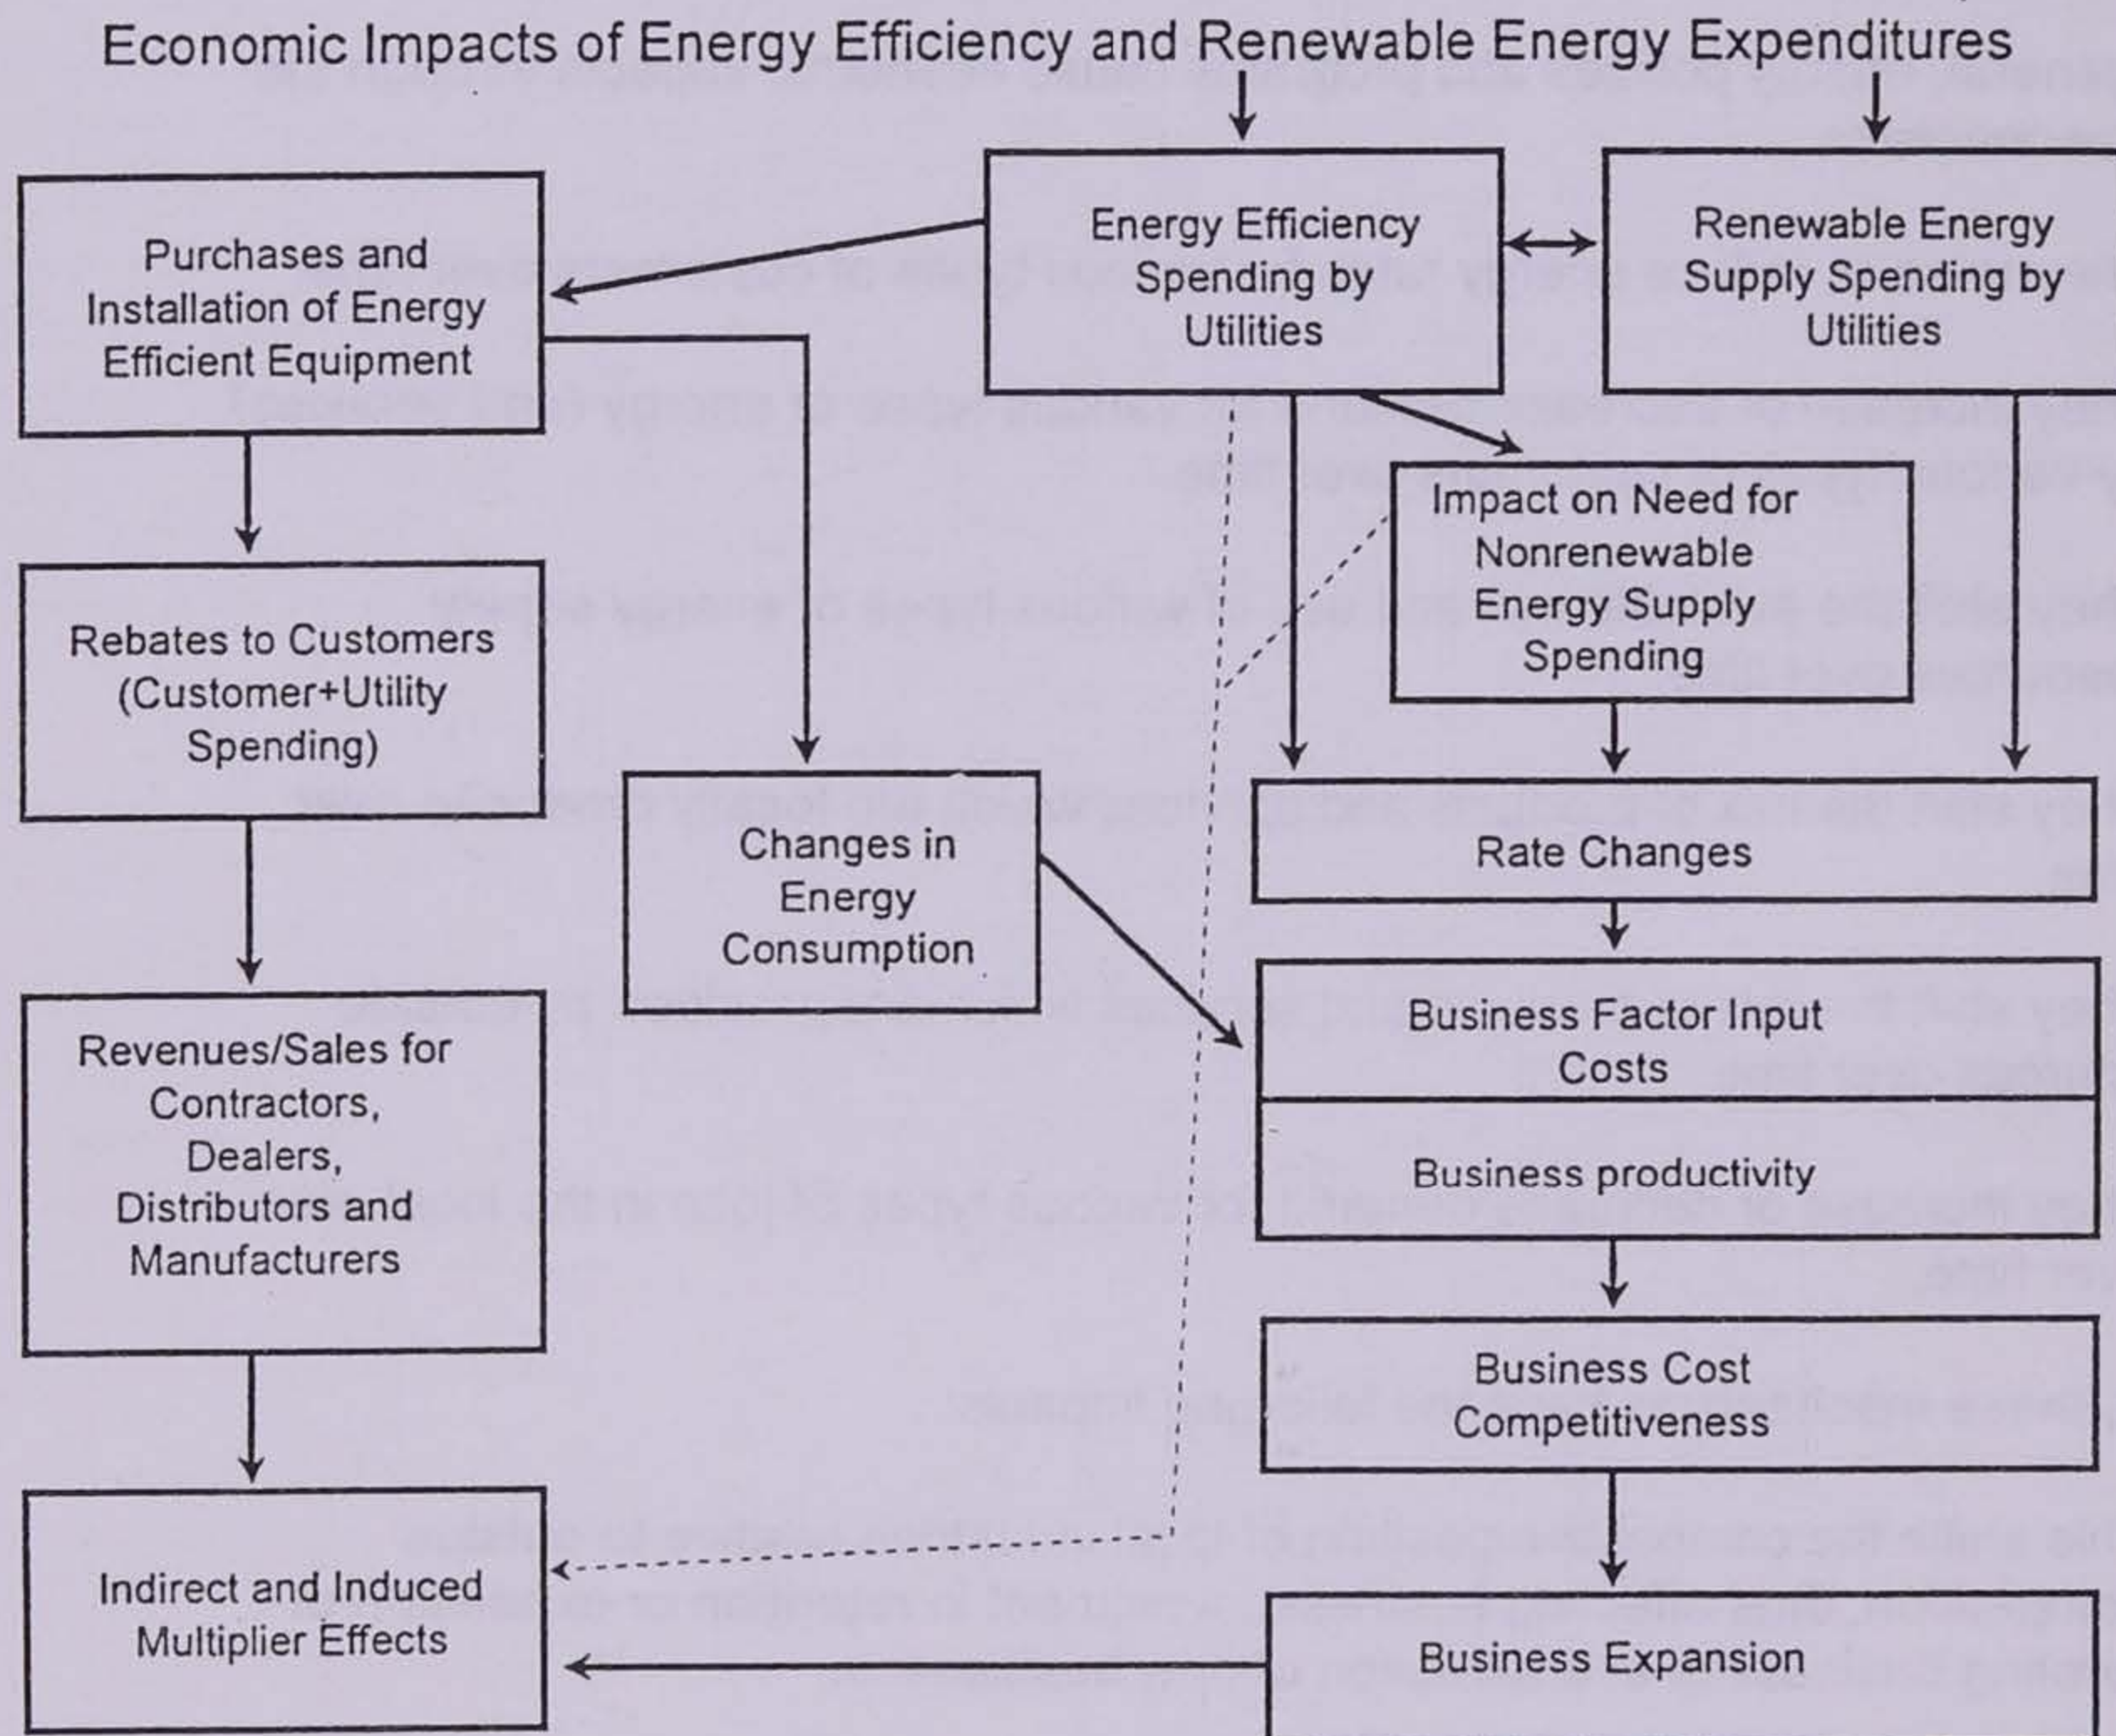 Economic Impacts of Energy Efficiency and Renewable Energy Expenditures
Purchases and
Installation of Energy
Efficient Equipment
Energy Efficiency
Spending by
Utilities
Renewable Energy
Supply Spending by
Utilities
Impact on Need for
Nonrenewable
Energy Supply
Spending
Rebates to Customers
(Customer+Utility
Spending)
Changes in
Energy
Consumption
Rate Changes
Revenues/Sales for
Contractors,
Dealers,
Distributors and
Manufacturers
Business Factor Input
Costs
Business productivity
Business Cost
Competitiveness
Indirect and Induced
Multiplier Effects
Business Expansion